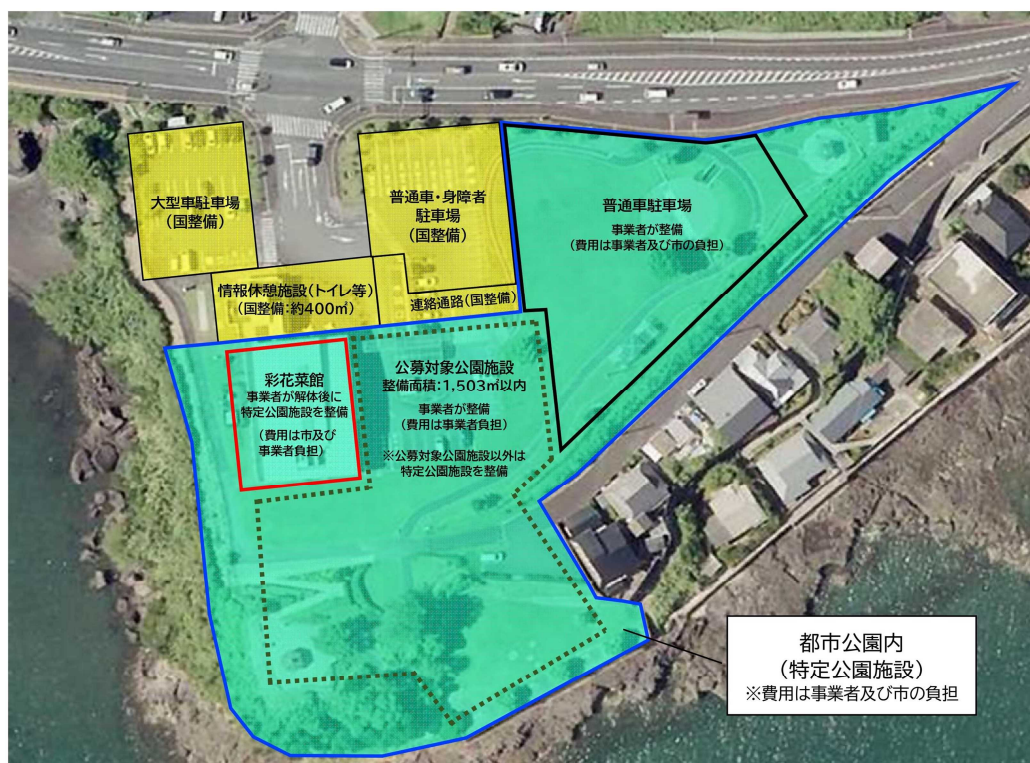 大型車駐車場
(国整備)
普通車・身障者
駐車場
(国整備)
普通車駐車場
事業者が整備
(費用は事業者及び市の負担)
情報休憩施設(トイレ等)
(国整備:約400㎡)
連絡通路(国整備)
彩花菜館
事業者が解体後に
特定公園施設を整備
(費用は市及び
事業者負担)
公募対象公園施設
整備面積:1,503㎡以内
事業者が整備
(費用は事業者負担)
※公募対象公園施設以外は
特定公園施設を整備
都市公園内
(特定公園施設)
※費用は事業者及び市の負担